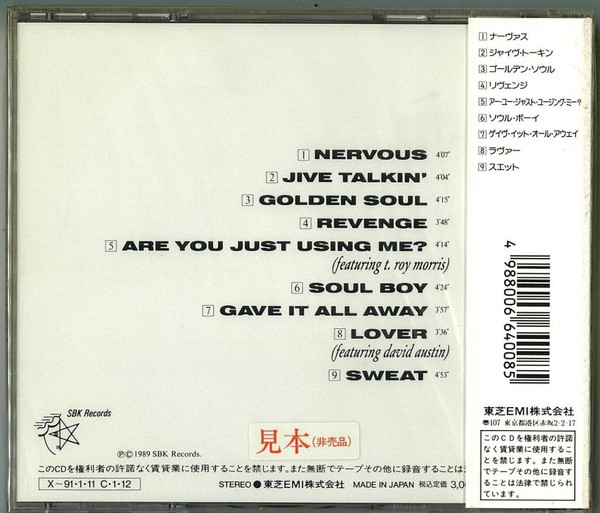 1 NERVOUS 4'07"
2 JIVE TALKIN' 4'04"
3 GOLDEN SOUL 4'15"
4 REVENGE 3'48"
5 ARE YOU JUST USING ME? 4'14"
(featuring t. roy morris)
6 SOUL BOY 4'24"
7 GAVE IT ALL AWAY 3'57"
8 LOVER 3'36"
(featuring david austin)
9 SWEAT 4'53"
SBK Records
℗©1989 SBK Records.
見本(非売品)
このCDを権利者の許諾なく賃貸業に使用することを禁じます。また無断でテープその他に録音することは法
X～91・1・11 C・1・12
STEREO ● 東芝EMI株式会社 MADE IN JAPAN 税込定価 3,0
1 ナーヴァス
2 ジャイヴ・トーキン
3 ゴールデン・ソウル
4 リヴェンジ
5 アー・ユー・ジャスト・ユージング・ミー?
6 ソウル・ボーイ
7 ゲイヴ・イット・オール・アウェイ
8 ラヴァー
9 スエット
4 988006 640085
東芝EMI株式会社
〒107 東京都港区赤坂2-2-17
このCDを権利者の許諾
なく賃貸業に使用するこ
とを禁じます。また無断
でテープその他に録音す
ることは法律で禁じられ
ています。